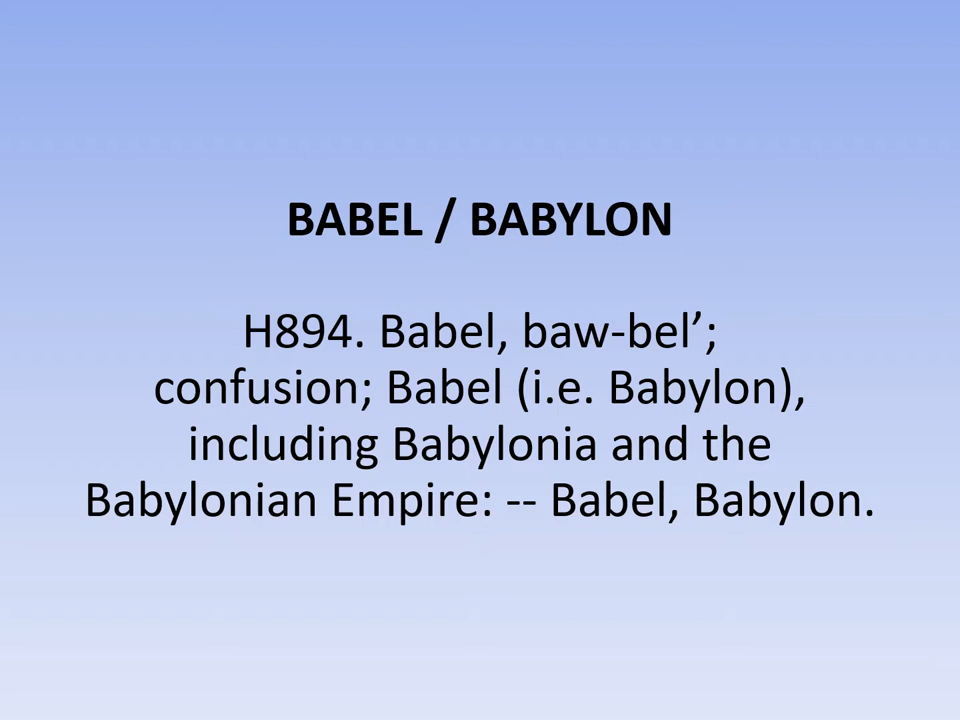 BABEL / BABYLON
H894. Babel, baw-bel’;
confusion; Babel (i.e. Babylon),
including Babylonia and the
Babylonian Empire: -- Babel, Babylon.